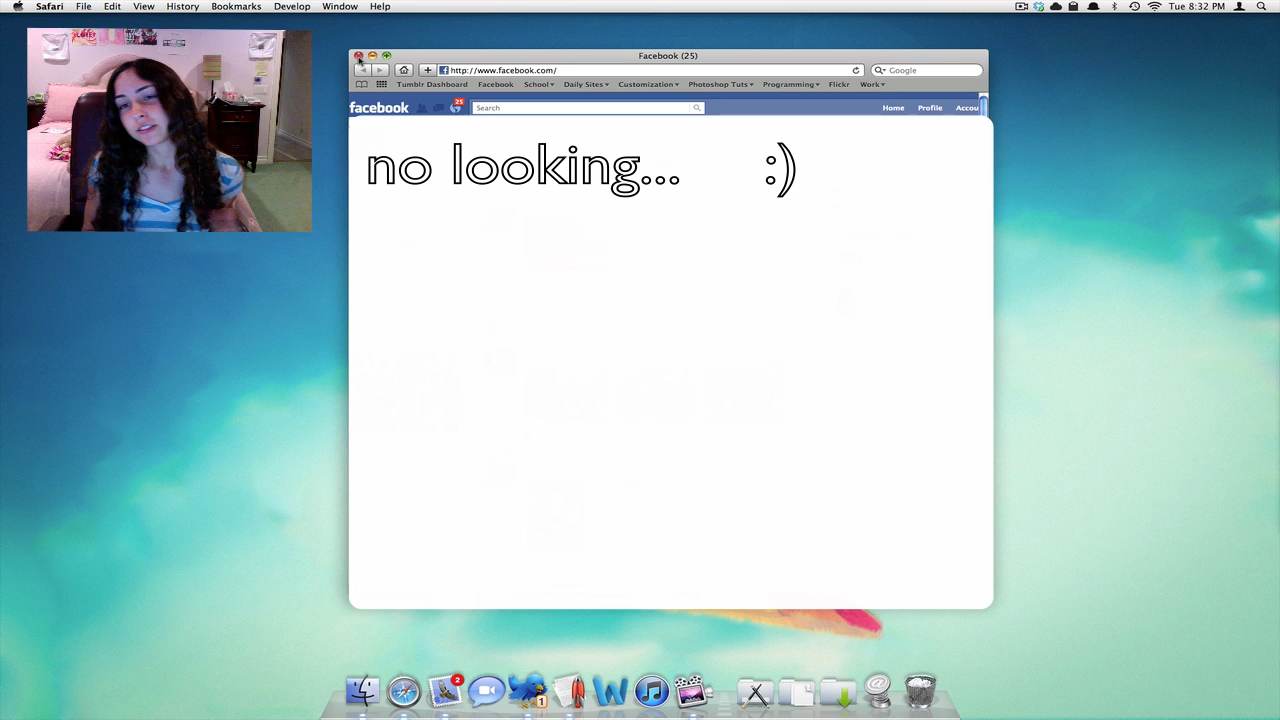 Safari File Edit View History Bookmarks Develop Window Help Tue 8:32 PM
Facebook (25)
http://www.facebook.com/ Google
Tumblr Dashboard Facebook School Daily Sites Customization Photoshop Tuts Programming Flickr Work
facebook 25 Search Home Profile Accou
no looking... :)
2 1